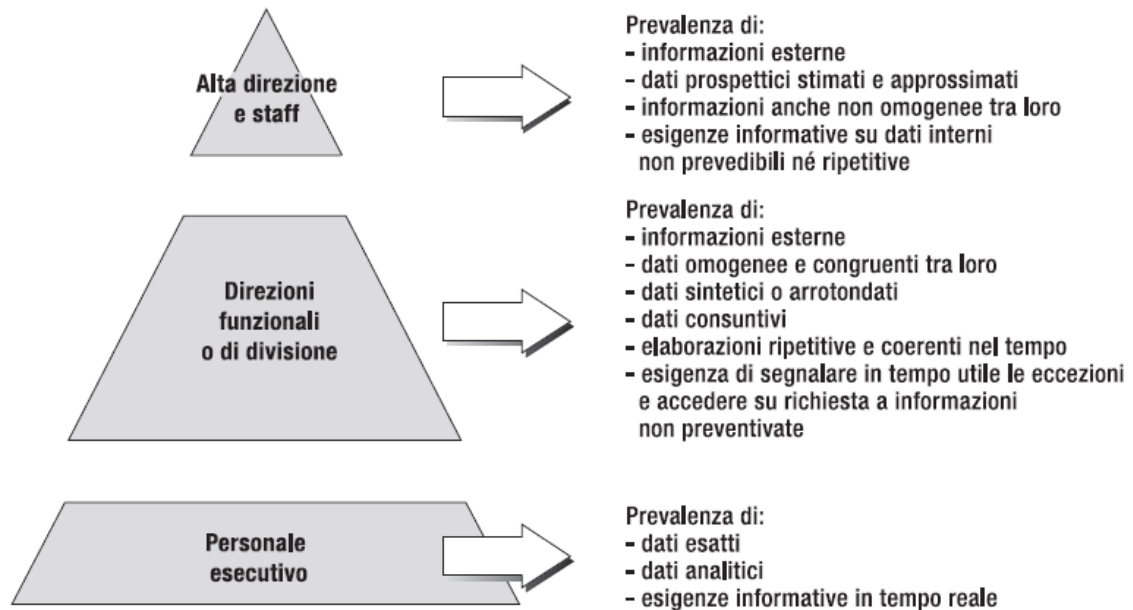 Alta direzione
e staff
Prevalenza di:
- informazioni esterne
- dati prospettici stimati e approssimati
- informazioni anche non omogenee tra loro
- esigenze informative su dati interni
non prevedibili né ripetitive
Direzioni
funzionali
o di divisione
Prevalenza di:
- informazioni esterne
- dati omogenee e congruenti tra loro
- dati sintetici o arrotondati
- dati consuntivi
- elaborazioni ripetitive e coerenti nel tempo
- esigenza di segnalare in tempo utile le eccezioni
e accedere su richiesta a informazioni
non preventivate
Personale
esecutivo
Prevalenza di:
- dati esatti
- dati analitici
- esigenze informative in tempo reale